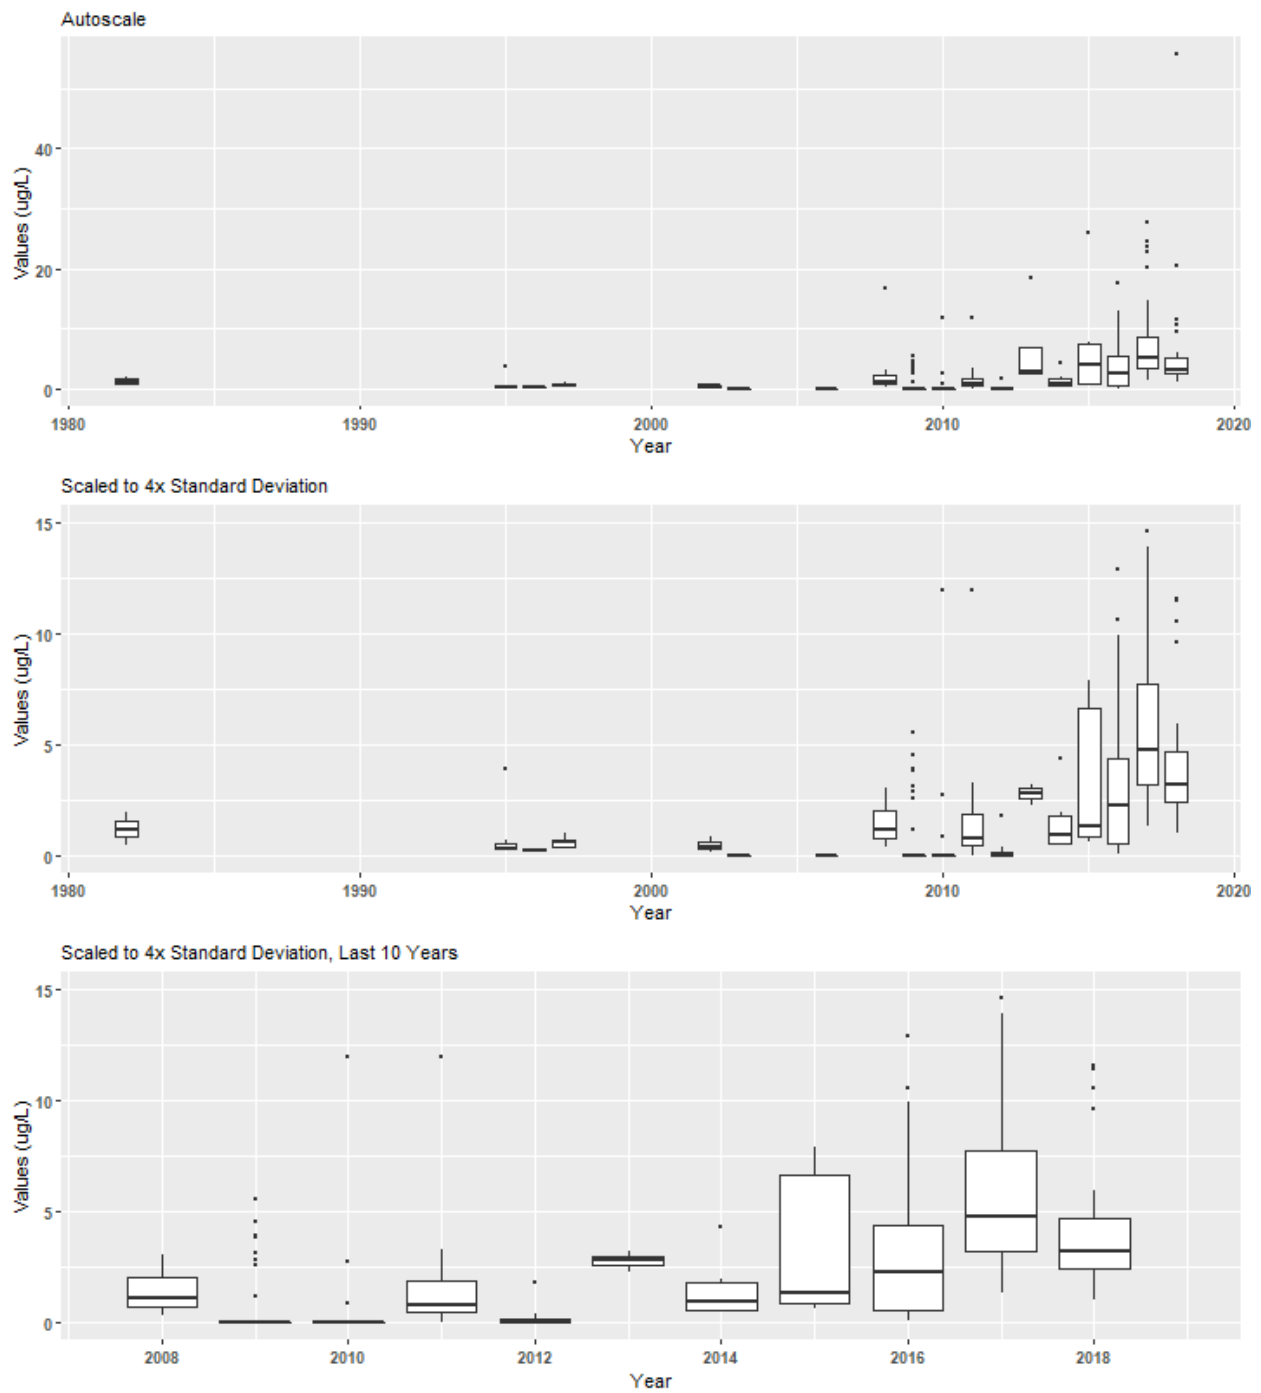 Autoscale
Values (ug/L)
40
20
0
1980 1990 2000 2010 2020
Year
Scaled to 4x Standard Deviation
Values (ug/L)
15
10
5
0
1980 1990 2000 2010 2020
Year
Scaled to 4x Standard Deviation, Last 10 Years
Values (ug/L)
15
10
5
0
2008 2010 2012 2014 2016 2018
Year